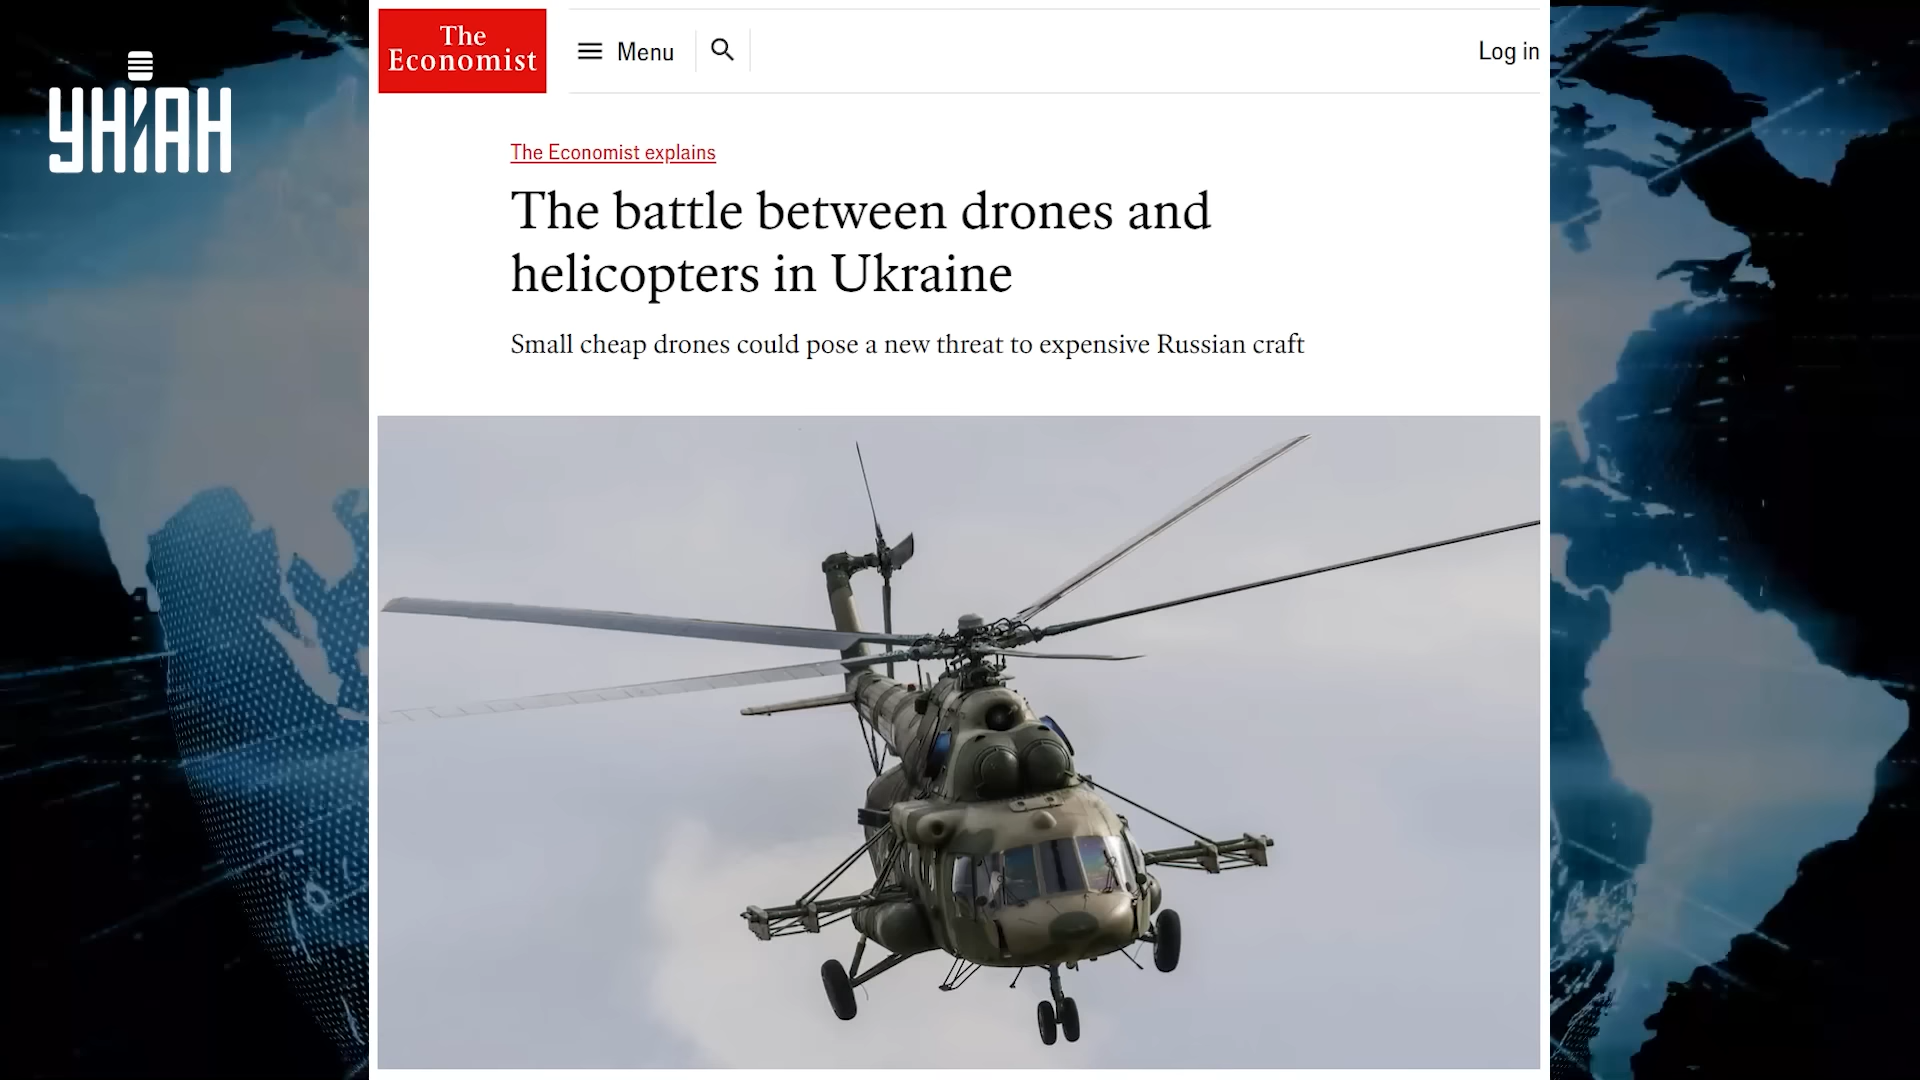 УНІАН
The
Economist
Menu
Log in
The Economist explains
The battle between drones and
helicopters in Ukraine
Small cheap drones could pose a new threat to expensive Russian craft